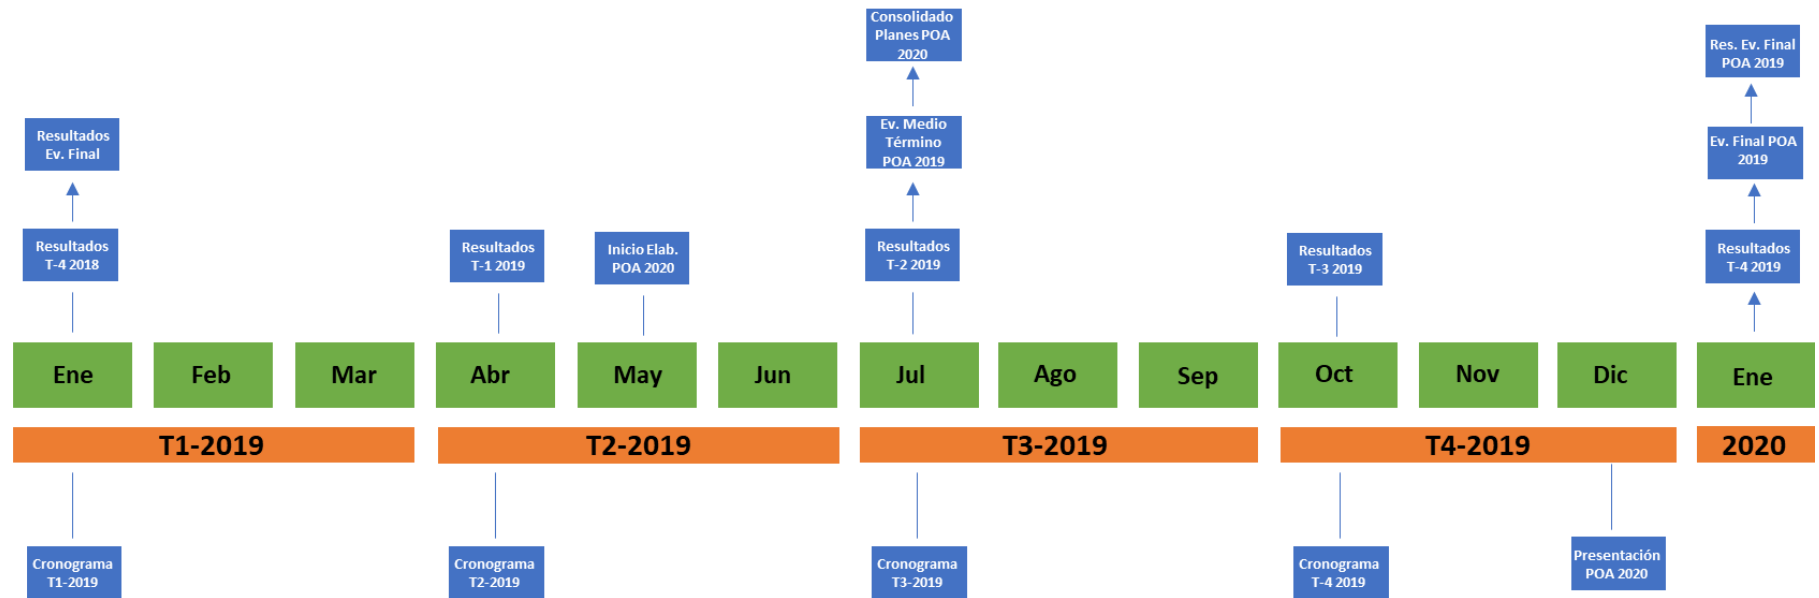 Consolidado
Planes POA
2020
Res. Ev. Final
POA 2019
Resultados
Ev. Final
Ev. Medio
Término
POA 2019
Ev. Final POA
2019
Resultados
T-4 2018
Resultados
T-1 2019
Inicio Elab.
POA 2020
Resultados
T-2 2019
Resultados
T-3 2019
Resultados
T-4 2019
Ene
Feb
Mar
Abr
May
Jun
Jul
Ago
Sep
Oct
Nov
Dic
Ene
T1-2019
T2-2019
T3-2019
T4-2019
2020
Cronograma
T1-2019
Cronograma
T2-2019
Cronograma
T3-2019
Cronograma
T-4 2019
Presentación
POA 2020